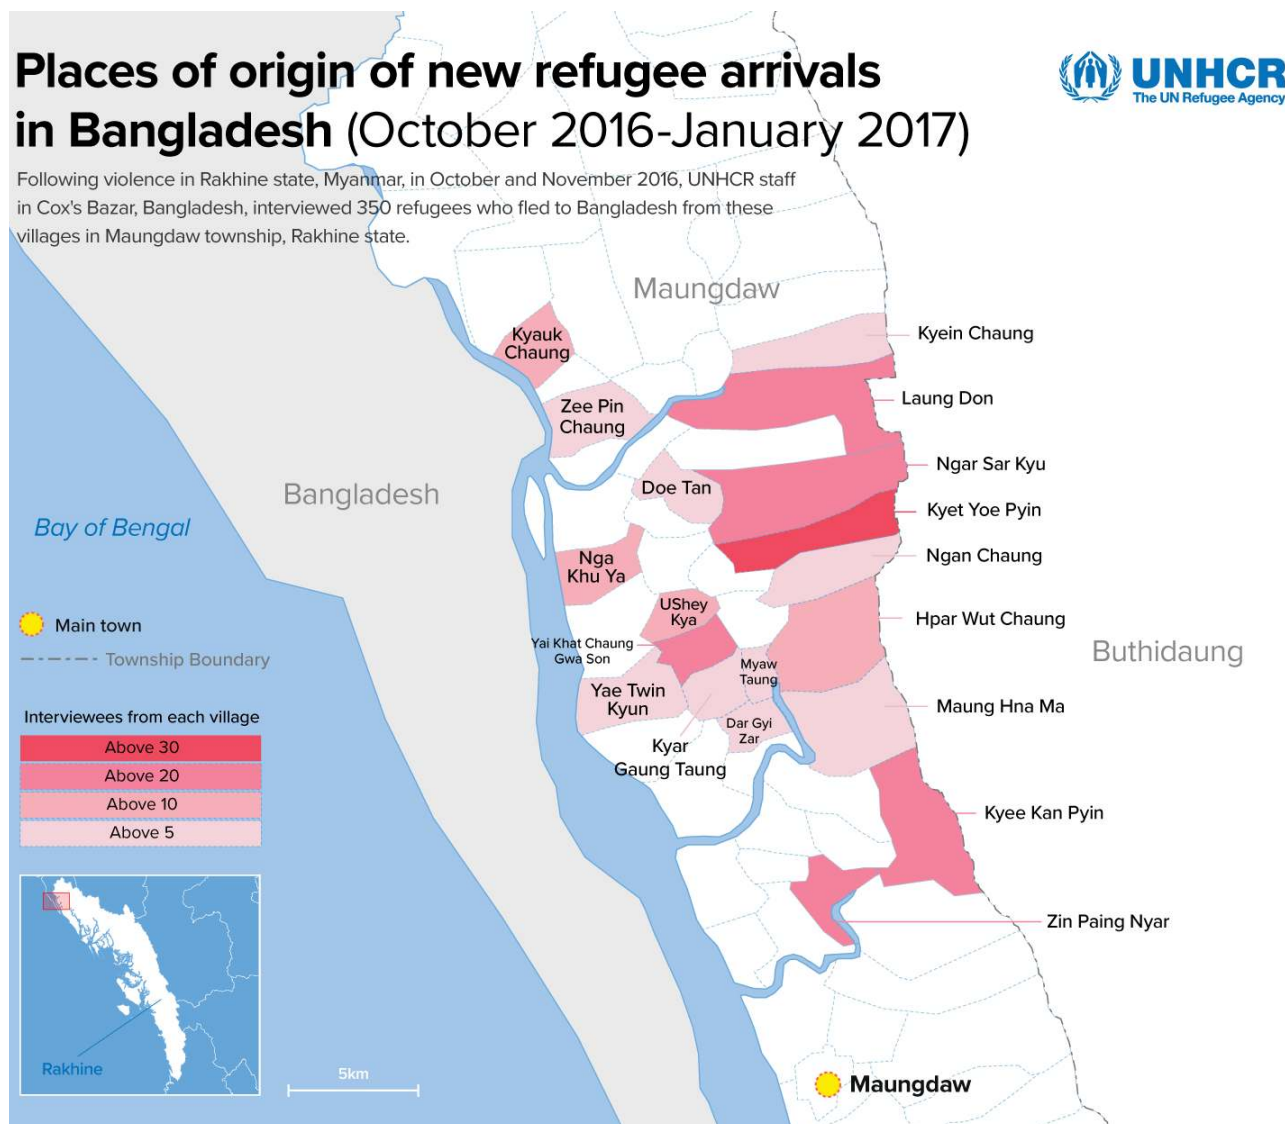 Places of origin of new refugee arrivals
in Bangladesh (October 2016-January 2017)
UNHCR
The UN Refugee Agency
Following violence in Rakhine state, Myanmar, in October and November 2016, UNHCR staff
in Cox's Bazar, Bangladesh, interviewed 350 refugees who fled to Bangladesh from these
villages in Maungdaw township, Rakhine state.
Maungdaw
Kyauk
Chaung
Kyein Chaung
Zee Pin
Chaung
Laung Don
Bangladesh
Doe Tan
Ngar Sar Kyu
Bay of Bengal
Kyet Yoe Pyin
Nga
Khu Ya
Ngan Chaung
UShey
Kya
Hpar Wut Chaung
Yai Khat Chaung
Gwa Son
Myaw
Taung
Buthidaung
Yae Twin
Kyun
Maung Hna Ma
Dar Gyi
Zar
Kyar
Gaung Taung
Kyee Kan Pyin
Zin Paing Nyar
Maungdaw
Main town
Township Boundary
Interviewees from each village
Above 30
Above 20
Above 10
Above 5
Rakhine
5km